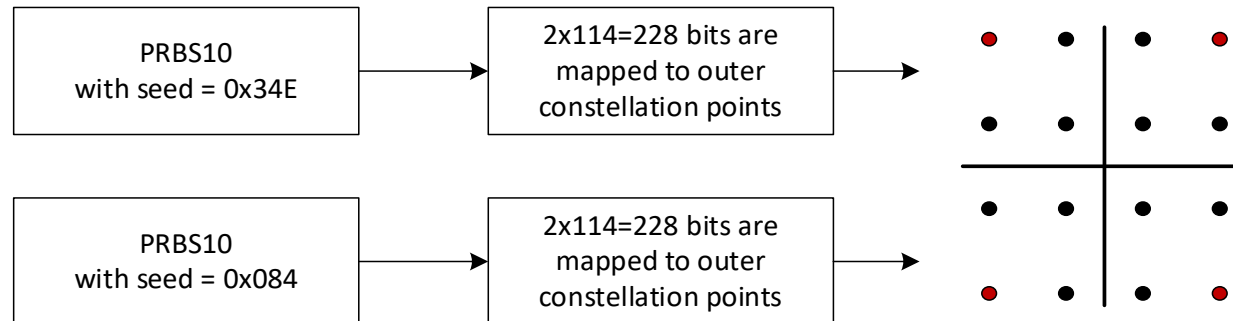 PRBS10
with seed = 0x34E
2x114=228 bits are
mapped to outer
constellation points
PRBS10
with seed = 0x084
2x114=228 bits are
mapped to outer
constellation points